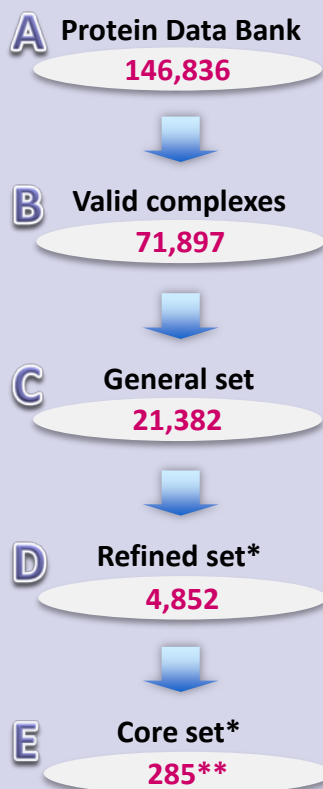 A Protein Data Bank
146,836
B Valid complexes
71,897
C General set
21,382
D Refined set*
4,852
E Core set*
285**